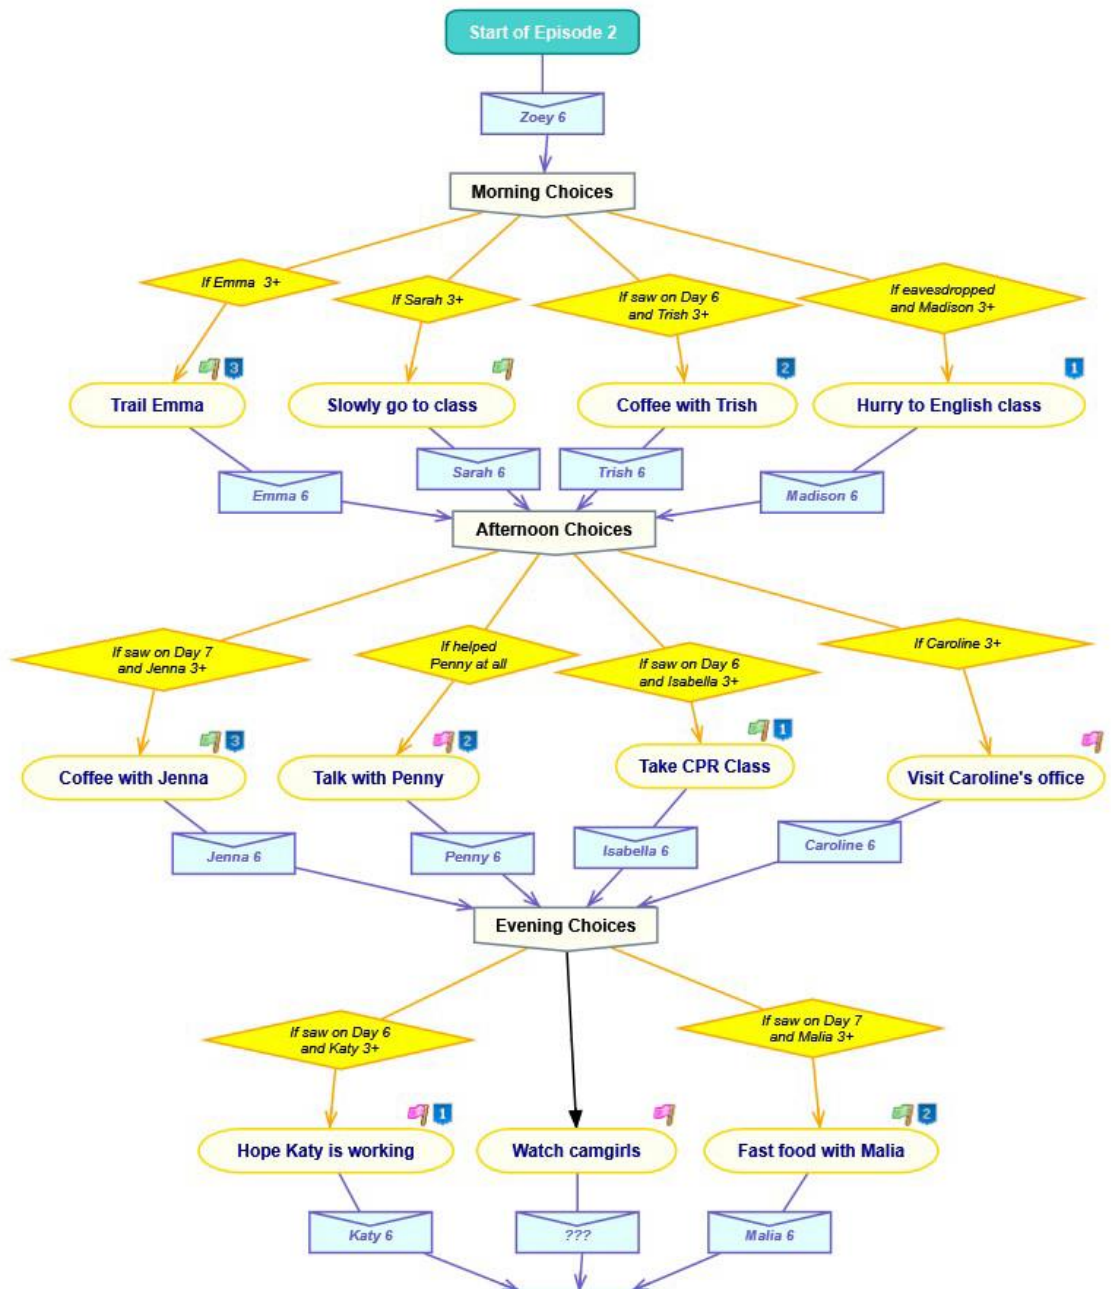 Start of Episode 2
Zoey 6
Morning Choices
If Emma 3+
If Sarah 3+
If saw on Day 6
and Trish 3+
If eavesdropped
and Madison 3+
3
2
1
Trail Emma
Slowly go to class
Coffee with Trish
Hurry to English class
Emma 6
Sarah 6
Trish 6
Madison 6
Afternoon Choices
If saw on Day 7
and Jenna 3+
If helped
Penny at all
If saw on Day 6
and Isabella 3+
If Caroline 3+
3
2
1
Coffee with Jenna
Talk with Penny
Take CPR Class
Visit Caroline's office
Jenna 6
Penny 6
Isabella 6
Caroline 6
Evening Choices
If saw on Day 6
and Katy 3+
If saw on Day 7
and Malia 3+
1
2
Hope Katy is working
Watch camgirls
Fast food with Malia
Katy 6
???
Malia 6